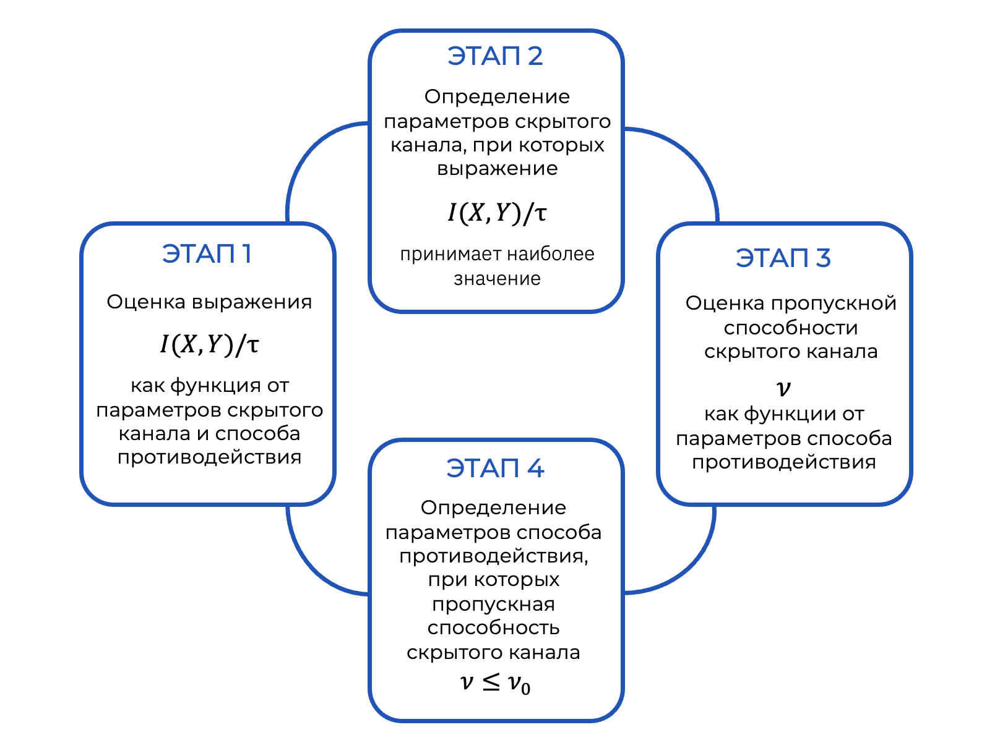 ЭТАП 1
Оценка выражения
I(X,Y)/τ
как функция от
параметров скрытого
канала и способа
противодействия
ЭТАП 2
Определение
параметров скрытого
канала, при которых
выражение
I(X,Y)/τ
принимает наиболее
значение
ЭТАП 3
Оценка пропускной
способности
скрытого канала
ν
как функции от
параметров способа
противодействия
ЭТАП 4
Определение
параметров способа
противодействия,
при которых
пропускная
способность
скрытого канала
ν ≤ ν₀